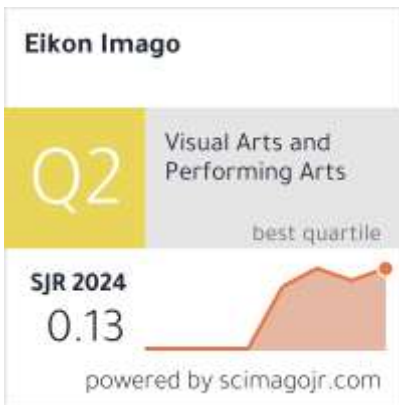 Eikon Imago
Q2
Visual Arts and
Performing Arts
best quartile
SJR 2024
0.13
powered by scimagojr.com